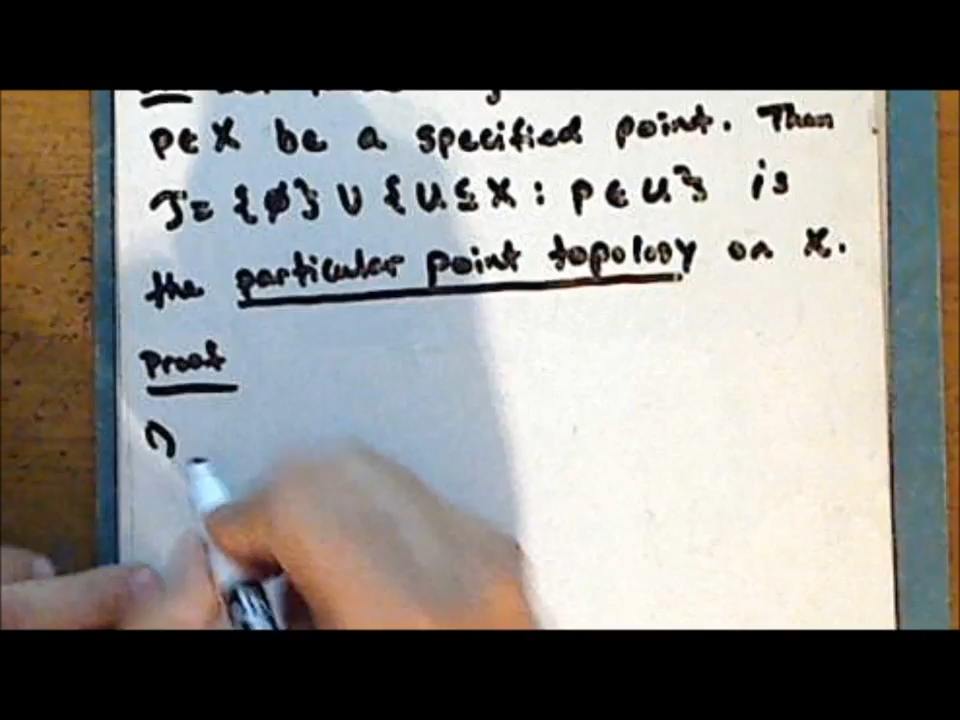 p∈X be a specified point. Then
𝒯= {∅} ∪ {U⊆X : p∈U} is
the particular point topology on X.
Proof